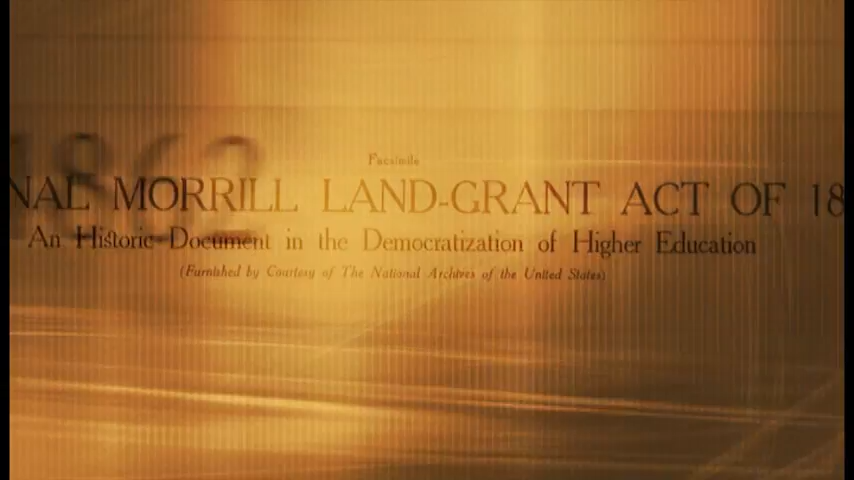 1862
Facsimile
NAL MORRILL LAND-GRANT ACT OF 18
An Historic Document in the Democratization of Higher Education
(Furnished by Courtesy of The National Archives of the United States)